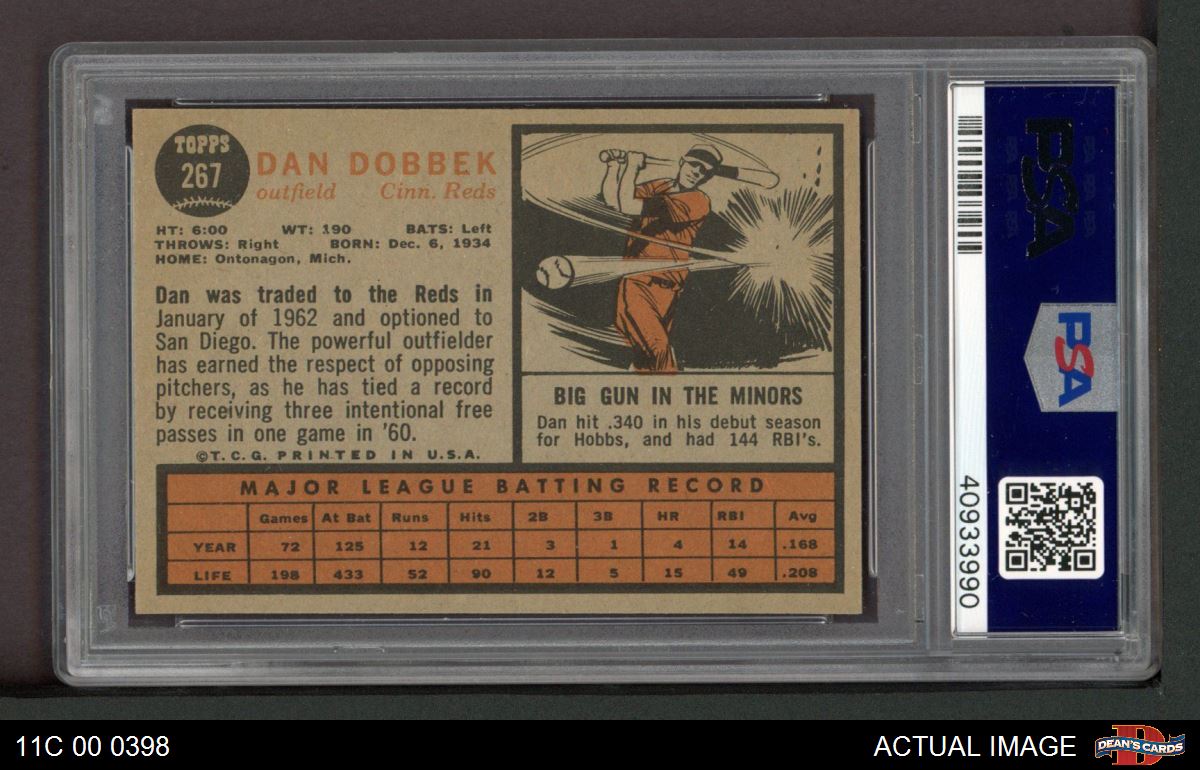 TOPPS
267
DAN DOBBEK
outfield Cinn. Reds
HT: 6:00 WT: 190 BATS: Left
THROWS: Right BORN: Dec. 6, 1934
HOME: Ontonagon, Mich.
Dan was traded to the Reds in
January of 1962 and optioned to
San Diego. The powerful outfielder
has earned the respect of opposing
pitchers, as he has tied a record
by receiving three intentional free
passes in one game in '60.
©T.C.G. PRINTED IN U.S.A.
BIG GUN IN THE MINORS
Dan hit .340 in his debut season
for Hobbs, and had 144 RBI's.
MAJOR LEAGUE BATTING RECORD
Games At Bat Runs Hits 2B 3B HR RBI Avg
YEAR 72 125 12 21 3 1 4 14 .168
LIFE 198 433 52 90 12 5 15 49 .208
PSA
PSA
40933990
11C 00 0398
ACTUAL IMAGE
DEAN'S CARDS